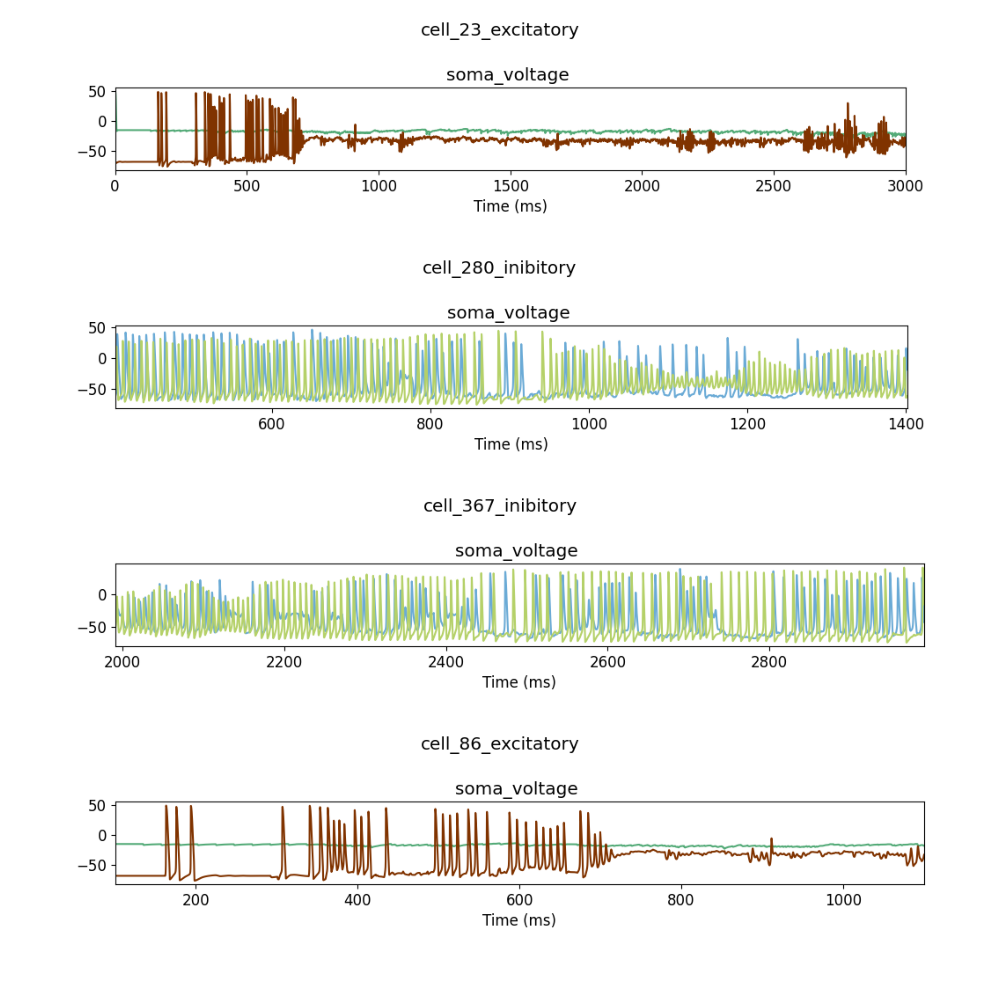 cell_23_excitatory
soma_voltage
50
0
−50
0 500 1000 1500 2000 2500 3000
Time (ms)
cell_280_inibitory
soma_voltage
50
0
−50
600 800 1000 1200 1400
Time (ms)
cell_367_inibitory
soma_voltage
0
−50
2000 2200 2400 2600 2800
Time (ms)
cell_86_excitatory
soma_voltage
50
0
−50
200 400 600 800 1000
Time (ms)